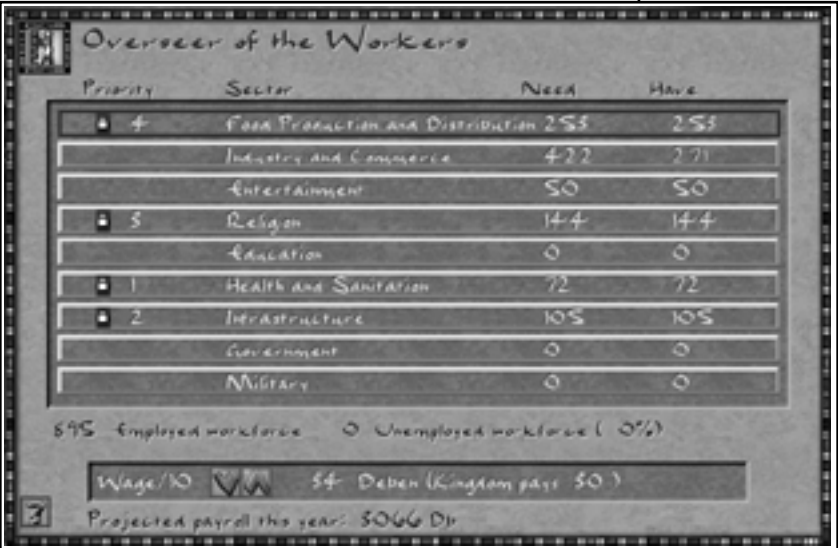 Overseer of the Workers
Priority Sector Need Have
4 Food Production and Distribution 253 253
Industry and Commerce 422 271
Entertainment 50 50
3 Religion 144 144
Education 0 0
1 Health and Sanitation 72 72
2 Infrastructure 105 105
Government 0 0
Military 0 0
895 Employed workforce 0 Unemployed workforce ( 0%)
Wage/10 34 Deben (Kingdom pays 30 )
Projected payroll this year: 3066 Db